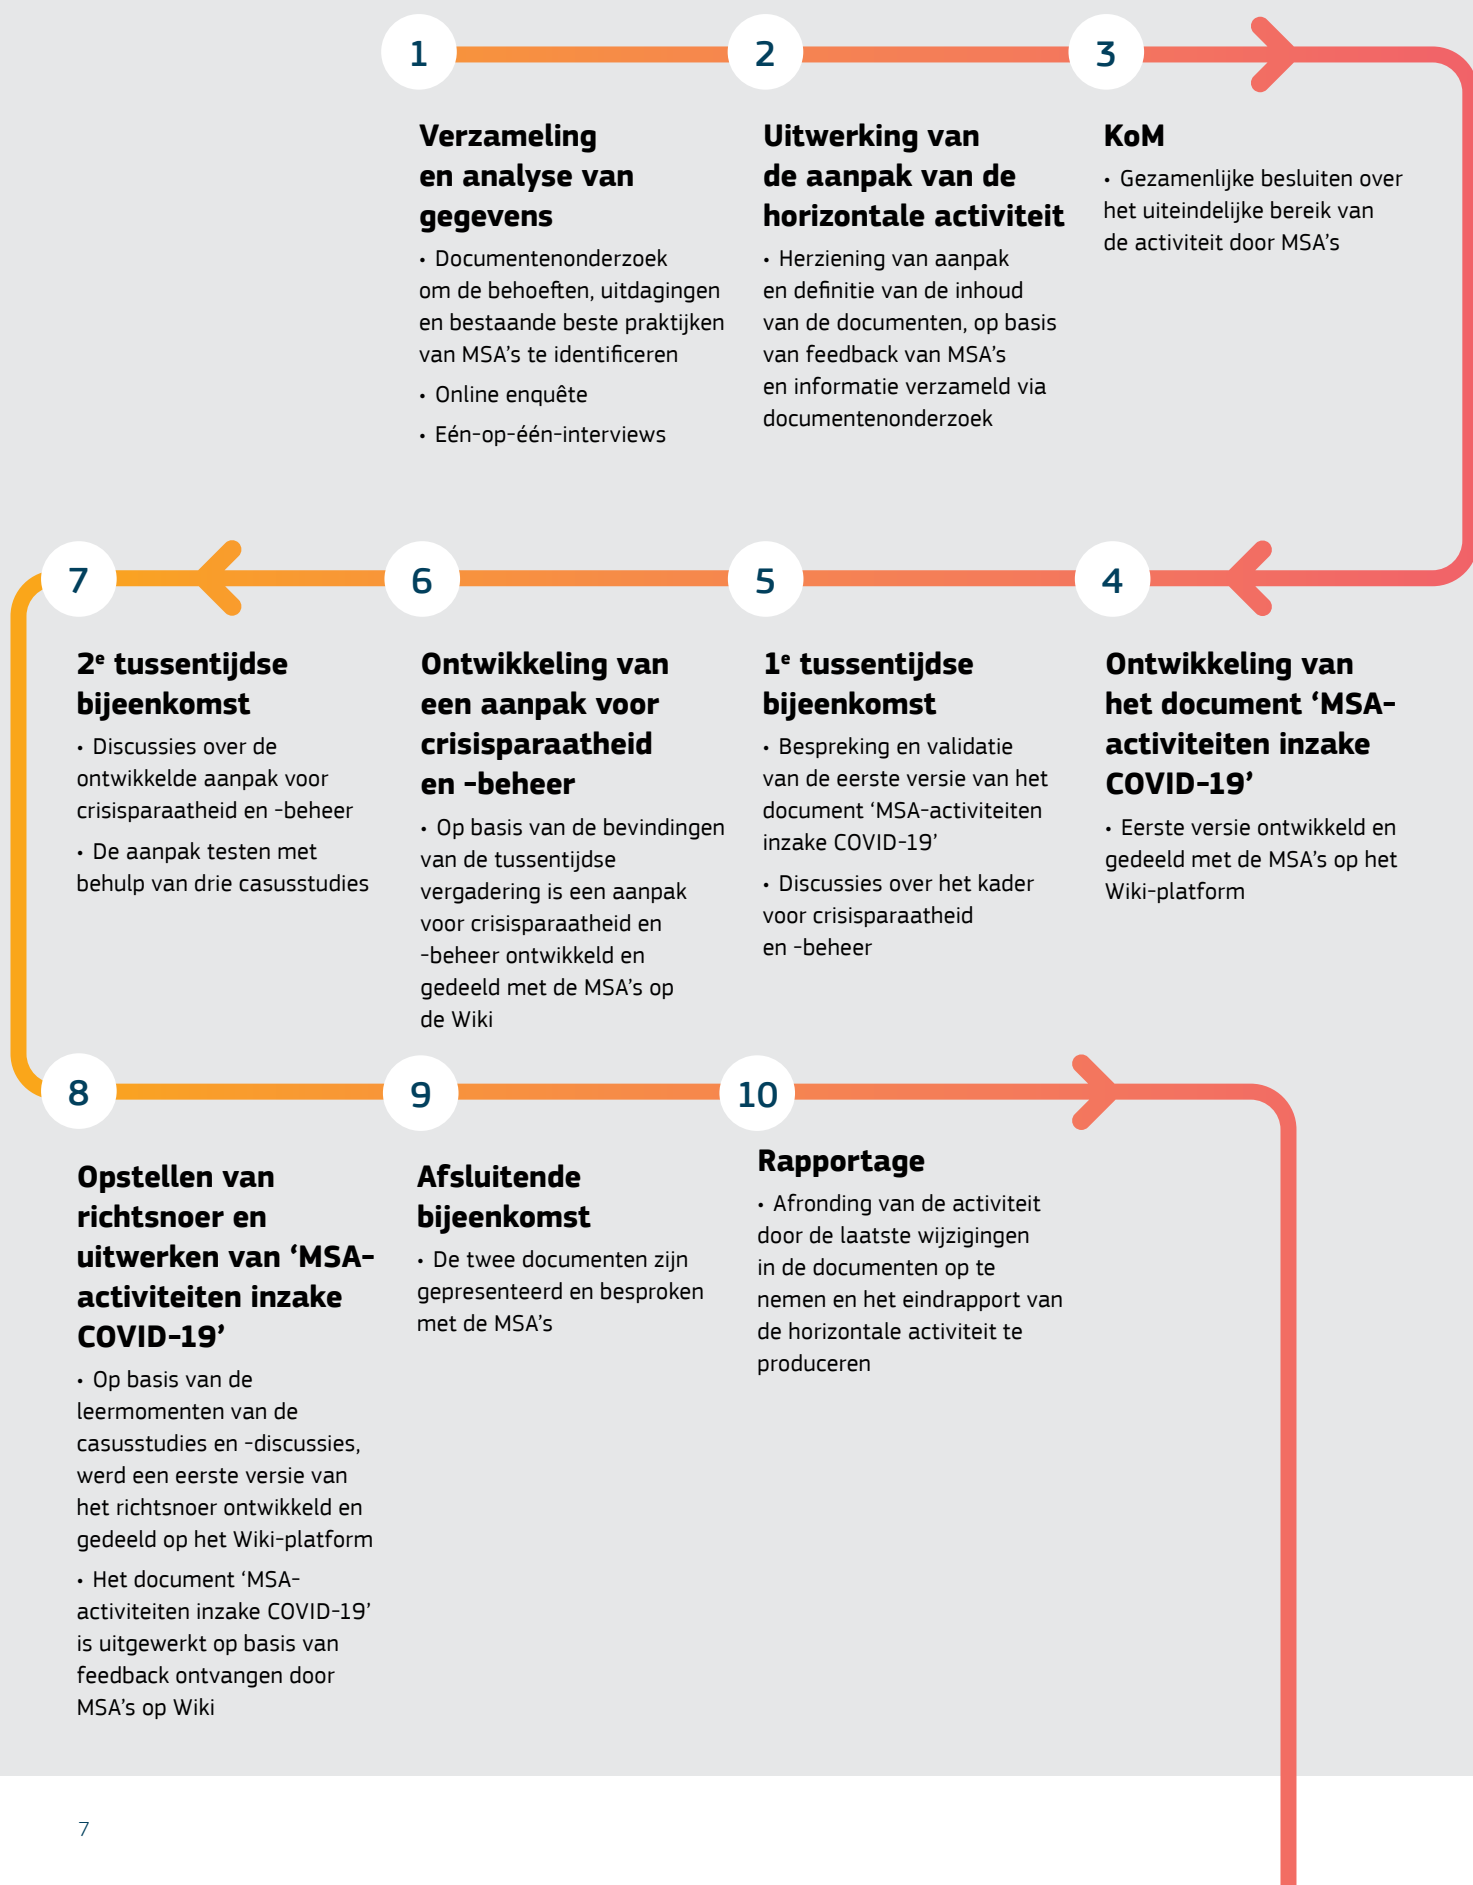 1
Verzameling
en analyse van
gegevens
• Documentenonderzoek
om de behoeften, uitdagingen
en bestaande beste praktijken
van MSA’s te identificeren
• Online enquête
• Eén-op-één-interviews
2
Uitwerking van
de aanpak van de
horizontale activiteit
• Herziening van aanpak
en definitie van de inhoud
van de documenten, op basis
van feedback van MSA’s
en informatie verzameld via
documentenonderzoek
3
KoM
• Gezamenlijke besluiten over
het uiteindelijke bereik van
de activiteit door MSA’s
4
Ontwikkeling van
het document ‘MSA-
activiteiten inzake
COVID-19’
• Eerste versie ontwikkeld en
gedeeld met de MSA’s op het
Wiki-platform
5
1e tussentijdse
bijeenkomst
• Bespreking en validatie
van de eerste versie van het
document ‘MSA-activiteiten
inzake COVID-19’
• Discussies over het kader
voor crisisparaatheid
en -beheer
6
Ontwikkeling van
een aanpak voor
crisisparaatheid
en -beheer
• Op basis van de bevindingen
van de tussentijdse
vergadering is een aanpak
voor crisisparaatheid en
-beheer ontwikkeld en
gedeeld met de MSA’s op
de Wiki
7
2e tussentijdse
bijeenkomst
• Discussies over de
ontwikkelde aanpak voor
crisisparaatheid en -beheer
• De aanpak testen met
behulp van drie casusstudies
8
Opstellen van
richtsnoer en
uitwerken van ‘MSA-
activiteiten inzake
COVID-19’
• Op basis van de
leermomenten van de
casusstudies en -discussies,
werd een eerste versie van
het richtsnoer ontwikkeld en
gedeeld op het Wiki-platform
• Het document ‘MSA-
activiteiten inzake COVID-19’
is uitgewerkt op basis van
feedback ontvangen door
MSA’s op Wiki
9
Afsluitende
bijeenkomst
• De twee documenten zijn
gepresenteerd en besproken
met de MSA’s
10
Rapportage
• Afronding van de activiteit
door de laatste wijzigingen
in de documenten op te
nemen en het eindrapport van
de horizontale activiteit te
produceren
7